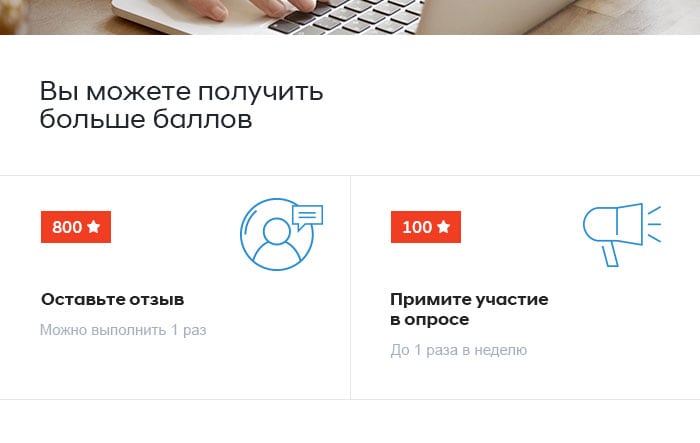 Вы можете получить
больше баллов
800
100
Оставьте отзыв
Можно выполнить 1 раз
Примите участие
в опросе
До 1 раза в неделю